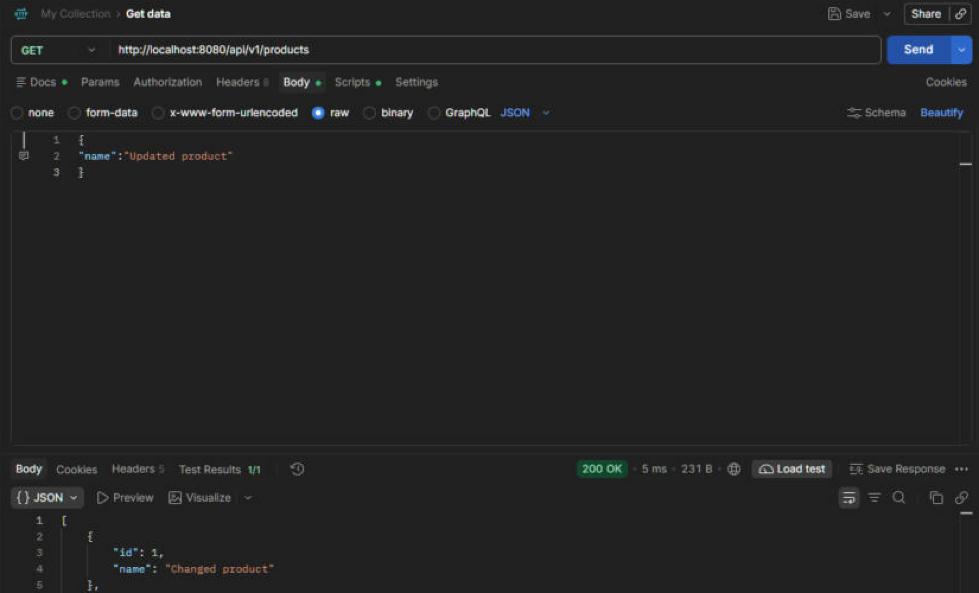 My Collection > Get data Save Share
GET http://localhost:8080/api/v1/products Send
Docs Params Authorization Headers 8 Body Scripts Settings Cookies
none form-data x-www-form-urlencoded raw binary GraphQL JSON Schema Beautify
1 {
2 "name":"Updated product"
3 }
Body Cookies Headers 5 Test Results 1/1 200 OK • 5 ms • 231 B • Load test Save Response •••
{} JSON Preview Visualize
1 [
2 {
3 "id": 1,
4 "name": "Changed product"
5 },